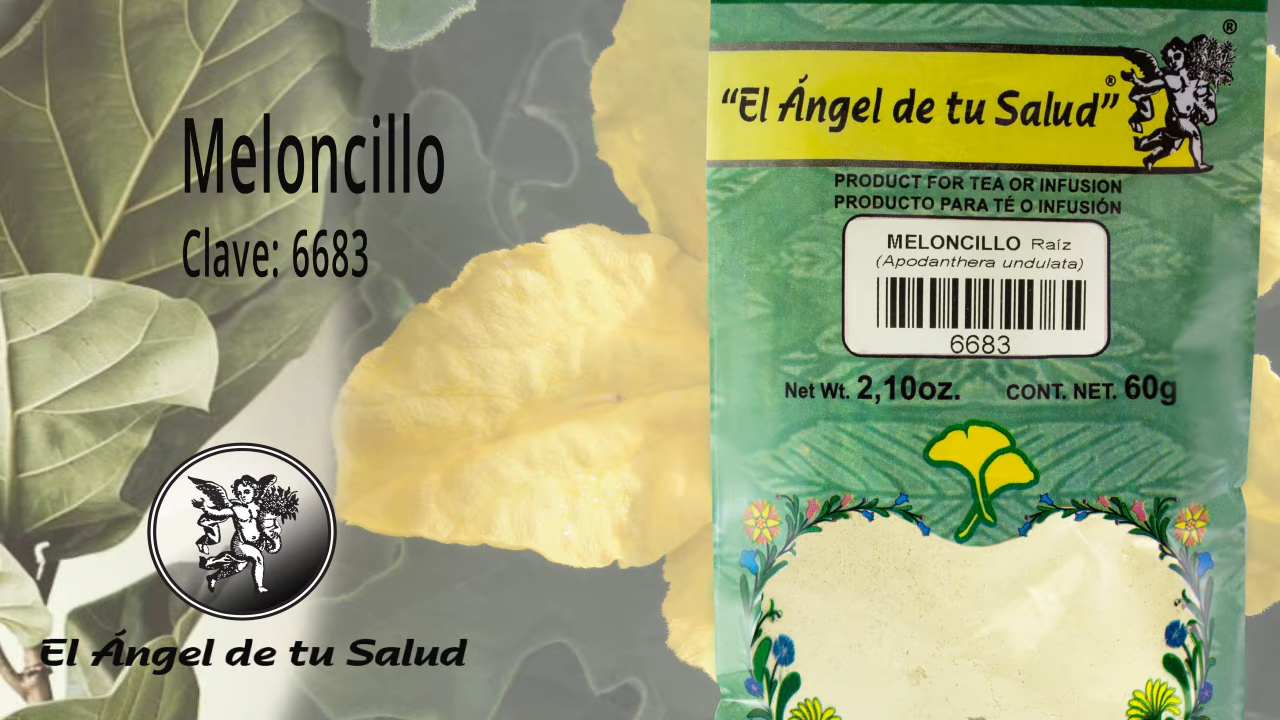 Meloncillo
Clave: 6683
El Ángel de tu Salud
®
“El Ángel de tu Salud”®
PRODUCT FOR TEA OR INFUSION
PRODUCTO PARA TÉ O INFUSIÓN
MELONCILLO Raíz
(Apodanthera undulata)
6683
Net Wt. 2,10oz. CONT. NET. 60g